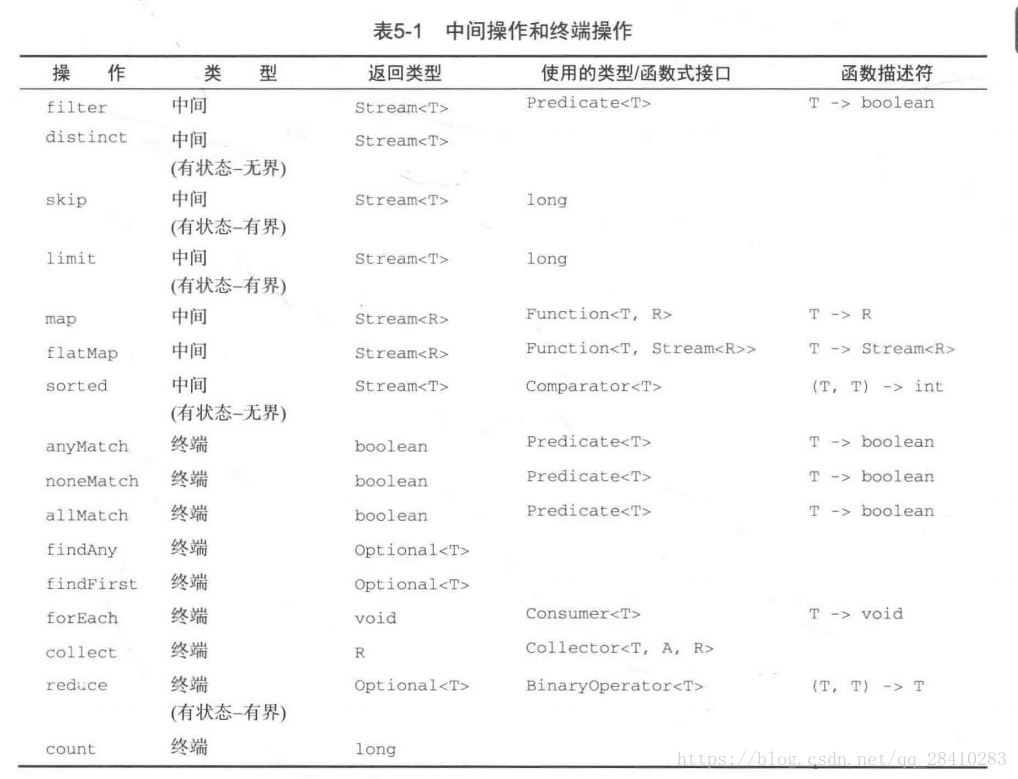 表5-1 中间操作和终端操作
操 作 类 型 返回类型 使用的类型/函数式接口 函数描述符
filter 中间 Stream<T> Predicate<T> T -> boolean
distinct 中间 Stream<T>
(有状态–无界)
skip 中间 Stream<T> long
(有状态–有界)
limit 中间 Stream<T> long
(有状态–有界)
map 中间 Stream<R> Function<T, R> T -> R
flatMap 中间 Stream<R> Function<T, Stream<R>> T -> Stream<R>
sorted 中间 Stream<T> Comparator<T> (T, T) -> int
(有状态–无界)
anyMatch 终端 boolean Predicate<T> T -> boolean
noneMatch 终端 boolean Predicate<T> T -> boolean
allMatch 终端 boolean Predicate<T> T -> boolean
findAny 终端 Optional<T>
findFirst 终端 Optional<T>
forEach 终端 void Consumer<T> T -> void
collect 终端 R Collector<T, A, R>
reduce 终端 Optional<T> BinaryOperator<T> (T, T) -> T
(有状态–有界)
count 终端 long
https://blog.csdn.net/qq_28410283